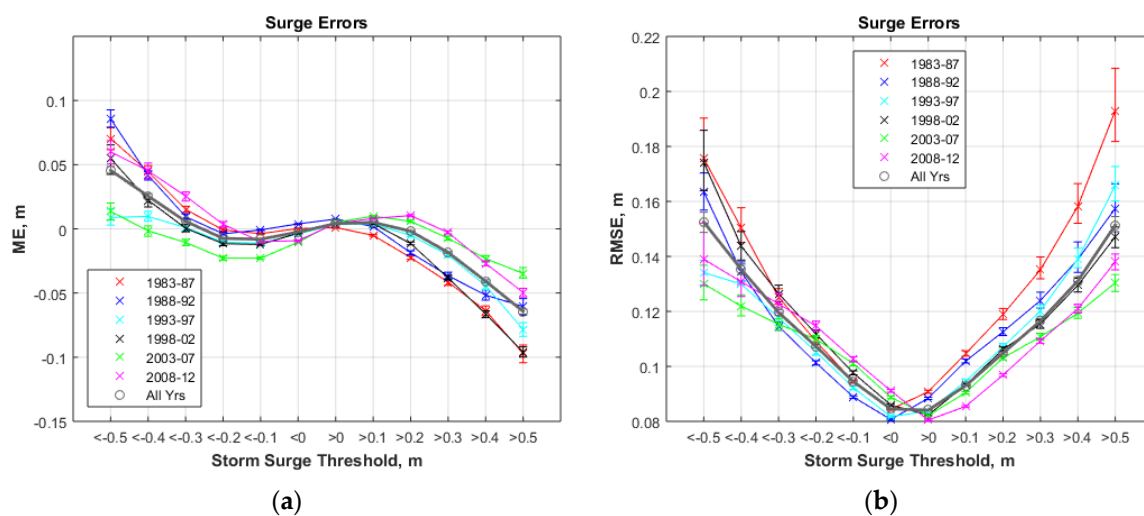 Surge Errors
0.1
0.05
0
-0.05
-0.1
-0.15
ME, m
1983-87
1988-92
1993-97
1998-02
2003-07
2008-12
All Yrs
<-0.5 <-0.4 <-0.3 <-0.2 <-0.1 <0 >0 >0.1 >0.2 >0.3 >0.4 >0.5
Storm Surge Threshold, m
(a)
Surge Errors
0.22
0.2
0.18
0.16
0.14
0.12
0.1
0.08
RMSE, m
1983-87
1988-92
1993-97
1998-02
2003-07
2008-12
All Yrs
<-0.5 <-0.4 <-0.3 <-0.2 <-0.1 <0 >0 >0.1 >0.2 >0.3 >0.4 >0.5
Storm Surge Threshold, m
(b)